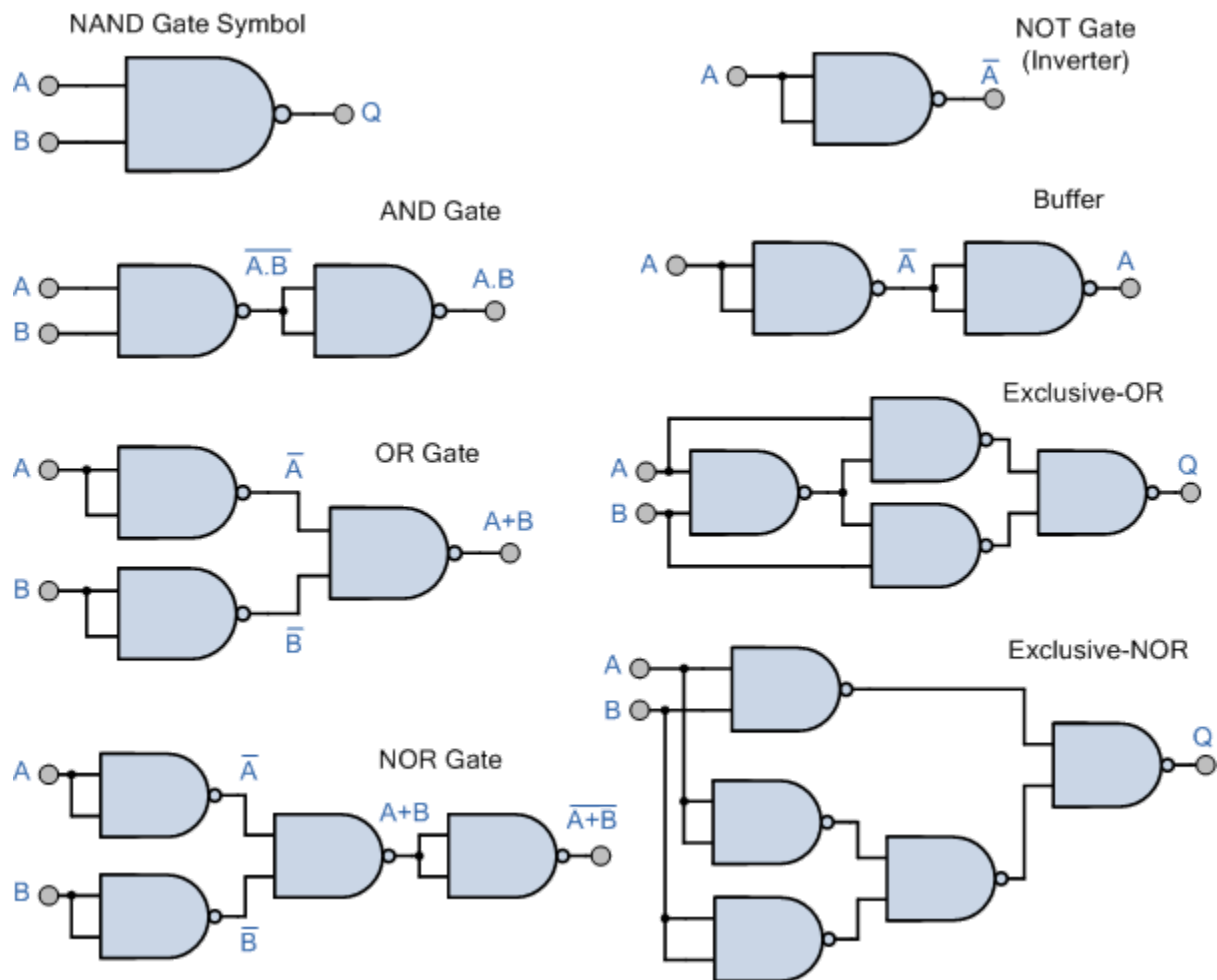 NAND Gate Symbol
A
B
Q
NOT Gate
(Inverter)
A
A̅
AND Gate
A
B
A̅.̅B̅
A.B
Buffer
A
A̅
A
OR Gate
A
B
A̅
B̅
A+B
Exclusive-OR
A
B
Q
NOR Gate
A
B
A̅
B̅
A+B
A̅+̅B̅
Exclusive-NOR
A
B
Q